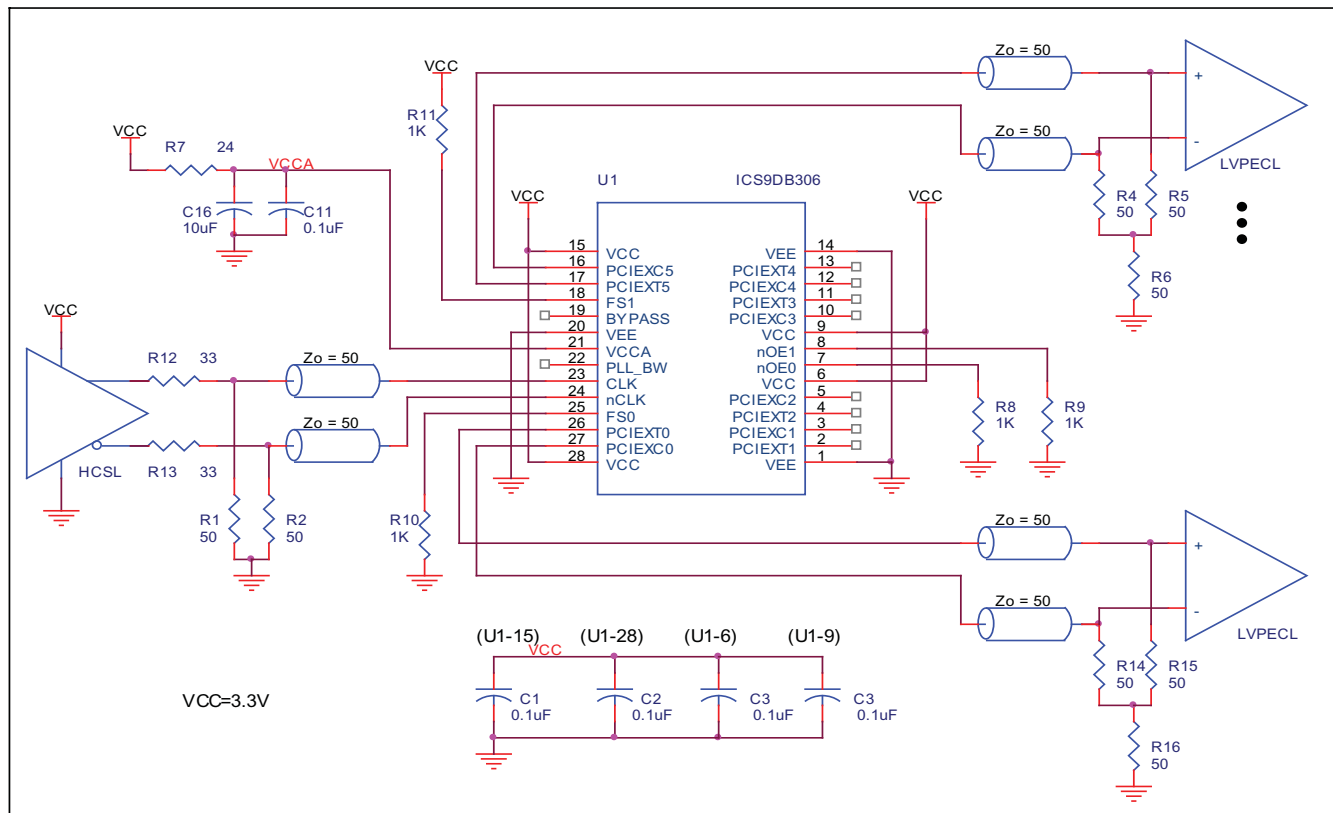 Zo = 50
+
-
LVPECL
Zo = 50
R4
50
R5
50
R6
50
VCC
R11
1K
VCC
R7 24
VCCA
C16
10uF
C11
0.1uF
U1 ICS9DB306
VCC
VCC
15 VCC
16 PCIEXC5
17 PCIEXT5
18 FS1
19 BYPASS
20 VEE
21 VCCA
22 PLL_BW
23 CLK
24 nCLK
25 FS0
26 PCIEXT0
27 PCIEXC0
28 VCC
VEE 14
PCIEXT4 13
PCIEXC4 12
PCIEXT3 11
PCIEXC3 10
VCC 9
nOE1 8
nOE0 7
VCC 6
PCIEXC2 5
PCIEXT2 4
PCIEXC1 3
PCIEXT1 2
VEE 1
R8
1K
R9
1K
VCC
HCSL
R12 33
R13 33
Zo = 50
Zo = 50
R1
50
R2
50
R10
1K
Zo = 50
+
-
LVPECL
Zo = 50
R14
50
R15
50
R16
50
(U1-15) (U1-28) (U1-6) (U1-9)
VCC
C1
0.1uF
C2
0.1uF
C3
0.1uF
C3
0.1uF
VCC=3.3V